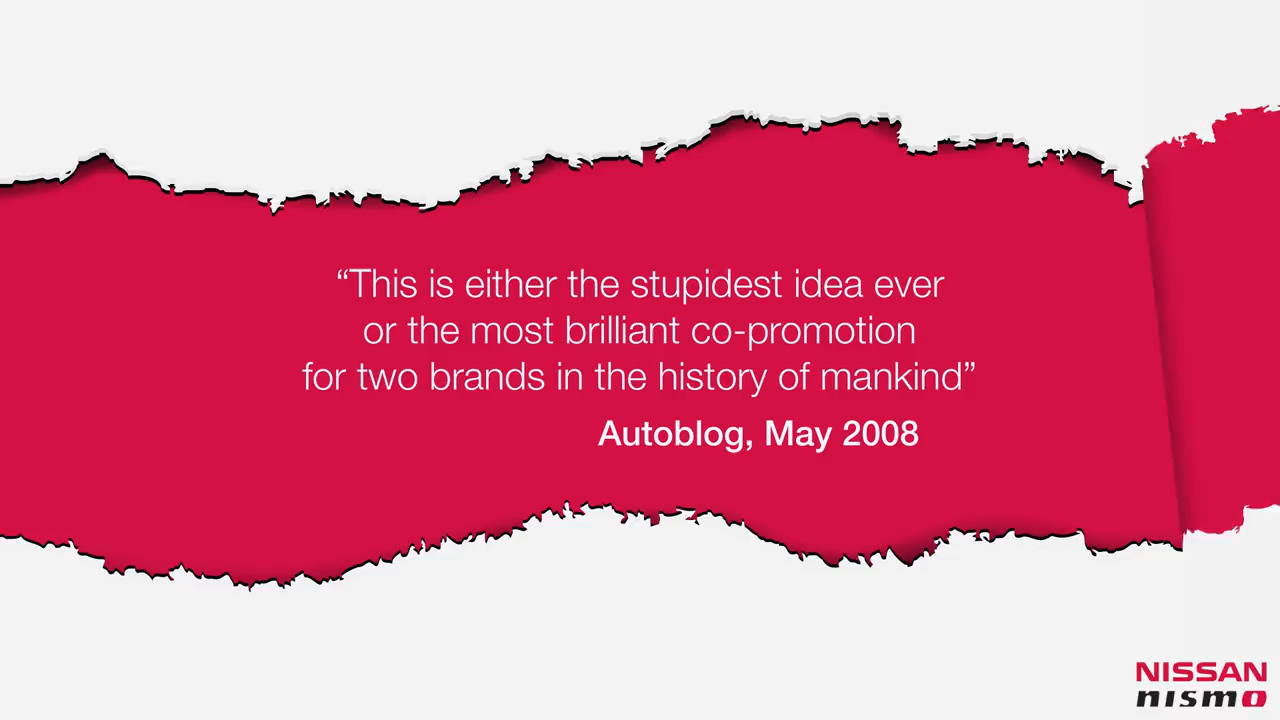 “This is either the stupidest idea ever
or the most brilliant co-promotion
for two brands in the history of mankind”
Autoblog, May 2008
NISSAN
nismo